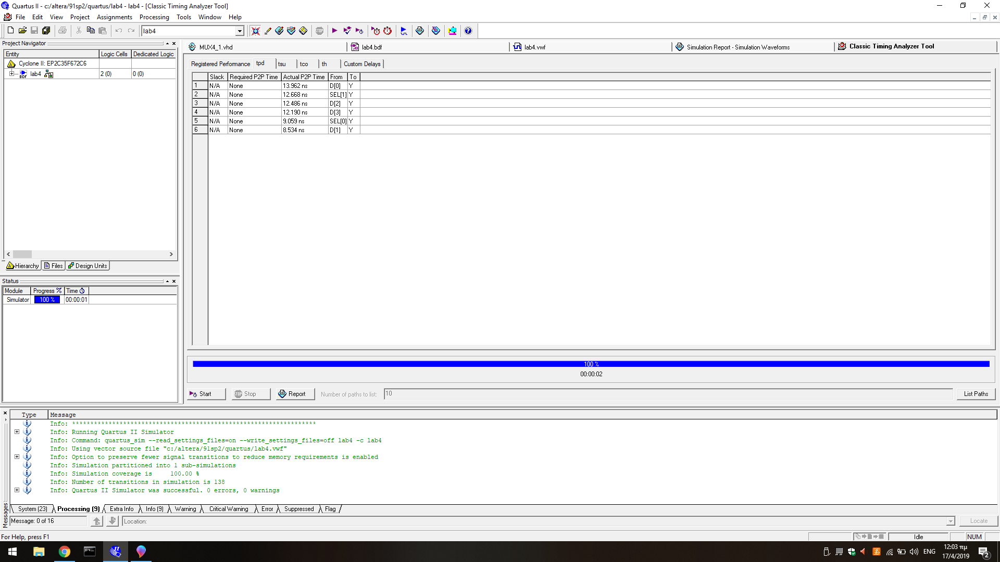 Quartus II - c:/altera/91sp2/quartus/lab4 - lab4 - [Classic Timing Analyzer Tool]
File Edit View Project Assignments Processing Tools Window Help
lab4
Project Navigator
Entity Logic Cells Dedicated Logic
Cyclone II: EP2C35F672C6
lab4 2 (0) 0 (0)
Hierarchy Files Design Units
Status
Module Progress % Time
Simulator 100 % 00:00:01
MUX4_1.vhd lab4.bdf lab4.vwf Simulation Report - Simulation Waveforms Classic Timing Analyzer Tool
Registered Performance tpd tsu tco th Custom Delays
Slack Required P2P Time Actual P2P Time From To
1 N/A None 13.962 ns D[0] Y
2 N/A None 12.668 ns SEL[1] Y
3 N/A None 12.486 ns D[2] Y
4 N/A None 12.190 ns D[3] Y
5 N/A None 9.059 ns SEL[0] Y
6 N/A None 8.534 ns D[1] Y
100 %
00:00:02
Start Stop Report Number of paths to list: 10 List Paths
Type Message
Info: *******************************************************************
Info: Running Quartus II Simulator
Info: Command: quartus_sim --read_settings_files=on --write_settings_files=off lab4 -c lab4
Info: Using vector source file "c:/altera/91sp2/quartus/lab4.vwf"
Info: Option to preserve fewer signal transitions to reduce memory requirements is enabled
Info: Simulation partitioned into 1 sub-simulations
Info: Simulation coverage is 100.00 %
Info: Number of transitions in simulation is 138
Info: Quartus II Simulator was successful. 0 errors, 0 warnings
System (23) Processing (9) Extra Info Info (9) Warning Critical Warning Error Suppressed Flag
Messages
Message: 0 of 16 Location: Locate
For Help, press F1 Idle NUM
ENG 12:03 πμ
17/4/2019 2